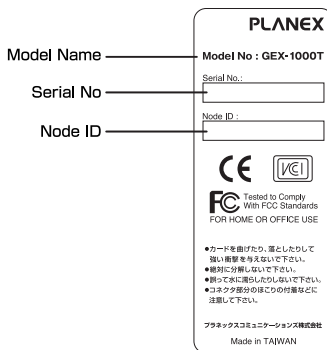 PLANEX
Model Name
Model No : GEX-1000T
Serial No.:
Serial No
Node ID :
Node ID
CE
VCI
FC Tested to Comply
With FCC Standards
FOR HOME OR OFFICE USE
●カードを曲げたり、落としたりして
強い衝撃を与えないで下さい。
●絶対に分解しないで下さい。
●誤って水に濡らしたりしないで下さい。
●コネクタ部分のほこりの付着などに
注意して下さい。
プラネックスコミュニケーションズ株式会社
Made in TAIWAN